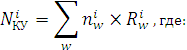 N^i_КУ = ∑_w n^i_w × R^i_w, где: